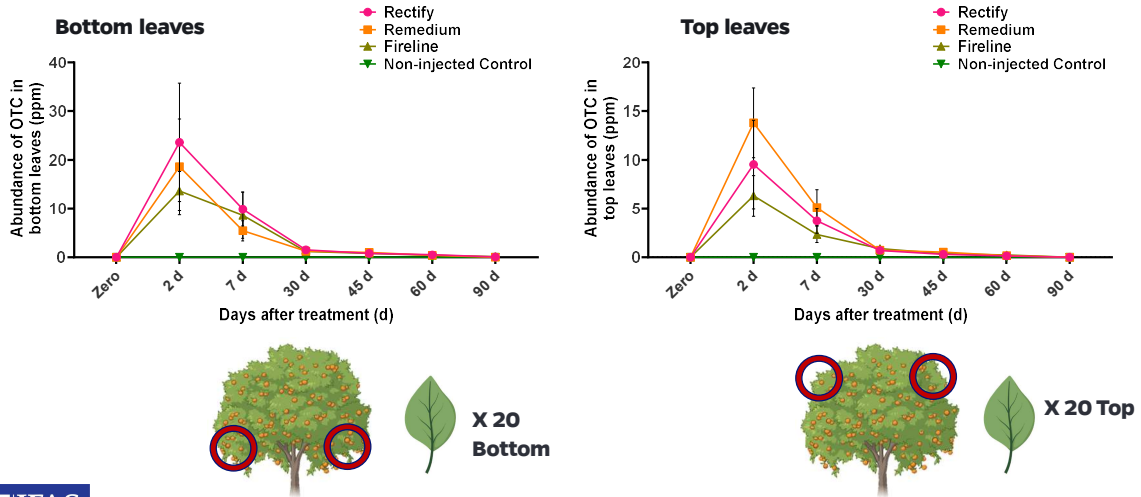 Bottom leaves
Rectify
Remedium
Fireline
Non-injected Control
Abundance of OTC in
bottom leaves (ppm)
40
30
20
10
0
Zero
2 d
7 d
30 d
45 d
60 d
90 d
Days after treatment (d)
X 20
Bottom
Top leaves
Rectify
Remedium
Fireline
Non-injected Control
Abundance of OTC in
top leaves (ppm)
20
15
10
5
0
Zero
2 d
7 d
30 d
45 d
60 d
90 d
Days after treatment (d)
X 20 Top